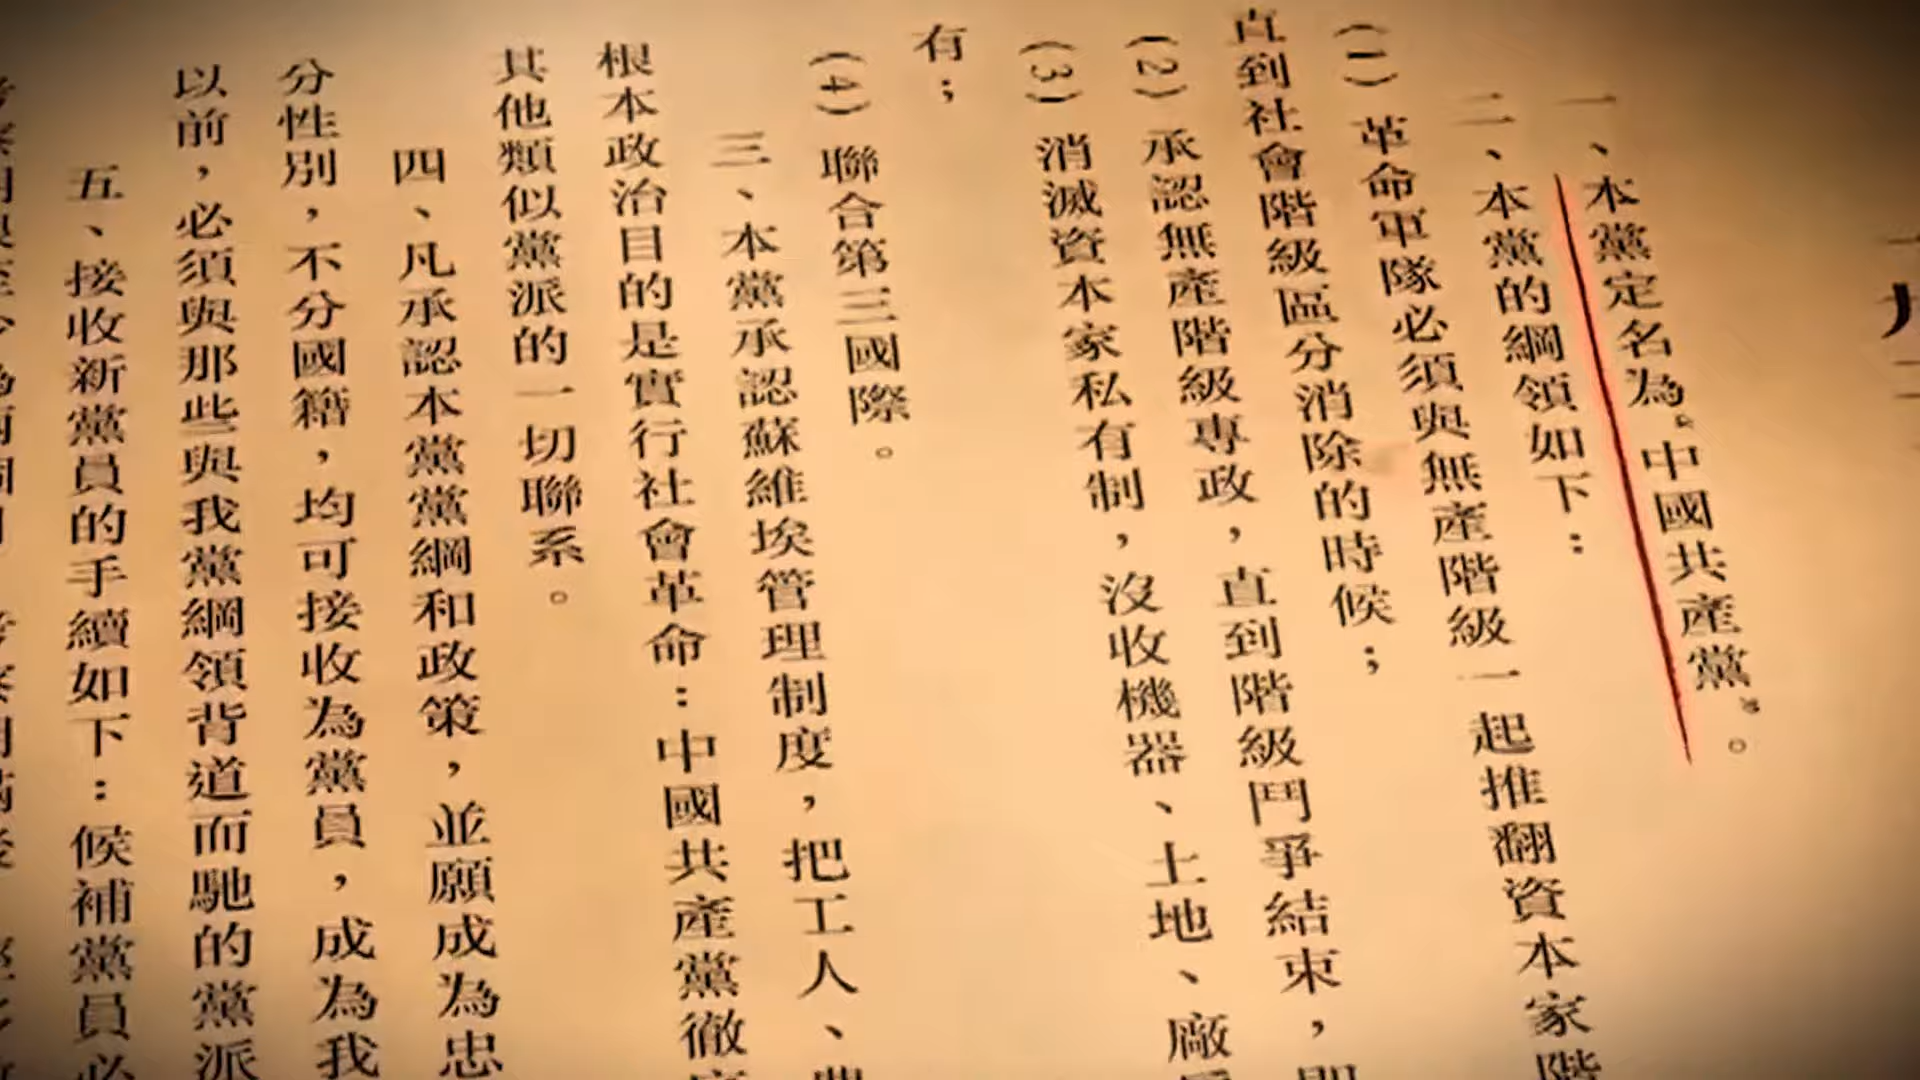 一、本黨定名為“中國共產黨”。
二、本黨的綱領如下：
(1) 革命軍隊必須與無產階級一起推翻資本家階
直到社會階級區分消除的時候；
(2) 承認無產階級專政，直到階級鬥爭結束，即
(3) 消滅資本家私有制，沒收機器、土地、廠
有；
(4) 聯合第三國際。
三、本黨承認蘇維埃管理制度，把工人、農
根本政治目的是實行社會革命：中國共產黨徹
其他類似黨派的一切聯系。
四、凡承認本黨黨綱和政策，並願成為忠
分性別，不分國籍，均可接收為黨員，成為我
以前，必須與那些與我黨綱領背道而馳的黨派
五、接收新黨員的手續如下：候補黨員必